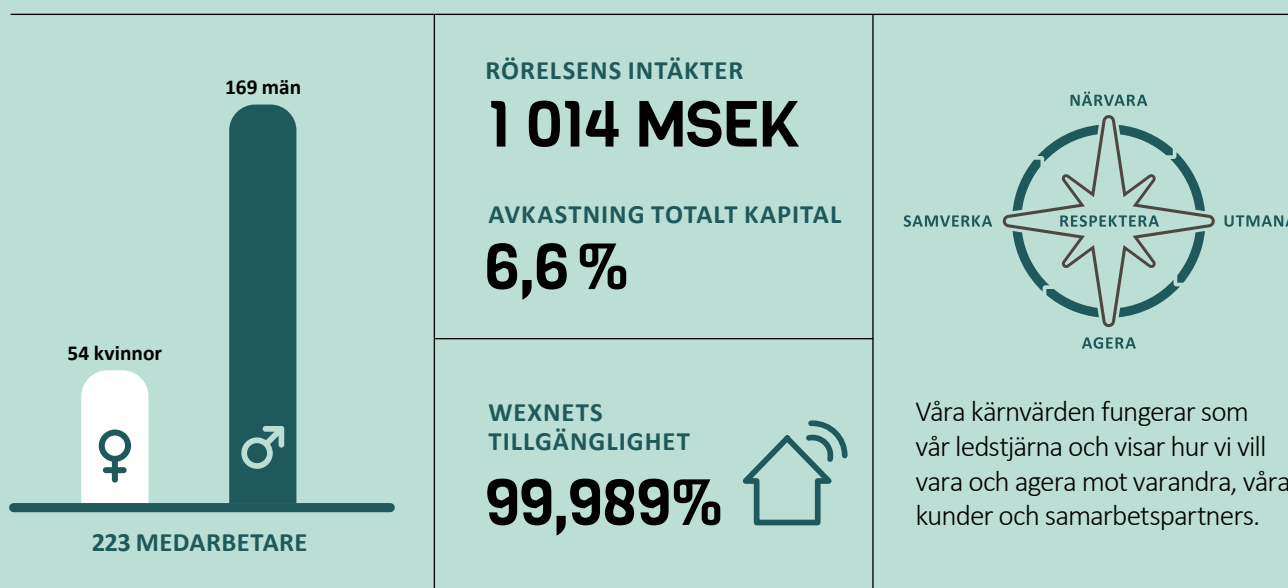 169 män
54 kvinnor
223 MEDARBETARE
RÖRELSENS INTÄKTER
1 014 MSEK
AVKASTNING TOTALT KAPITAL
6,6 %
WEXNETS
TILLGÄNGLIGHET
99,989%
NÄRVARA
SAMVERKA
RESPEKTERA
UTMANA
AGERA
Våra kärnvärden fungerar som
vår ledstjärna och visar hur vi vill
vara och agera mot varandra, våra
kunder och samarbetspartners.